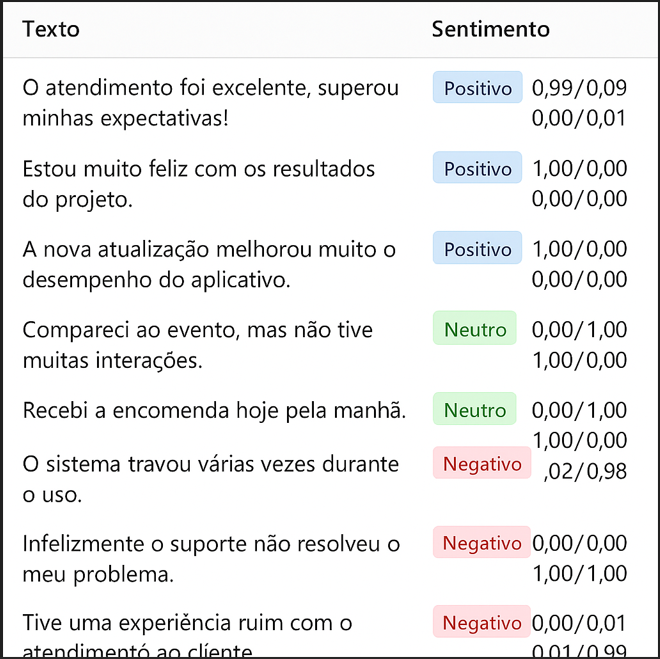 Texto Sentimento
O atendimento foi excelente, superou Positivo 0,99/0,09
minhas expectativas! 0,00/0,01
Estou muito feliz com os resultados Positivo 1,00/0,00
do projeto. 0,00/0,00
A nova atualização melhorou muito o Positivo 1,00/0,00
desempenho do aplicativo. 0,00/0,00
Compareci ao evento, mas não tive Neutro 0,00/1,00
muitas interações. 1,00/0,00
Recebi a encomenda hoje pela manhã. Neutro 0,00/1,00
1,00/0,00
O sistema travou várias vezes durante Negativo ,02/0,98
o uso.
Infelizmente o suporte não resolveu o Negativo 0,00/0,00
meu problema. 1,00/1,00
Tive uma experiência ruim com o Negativo 0,00/0,01
atendimentó ao clíente 0,01/0,99